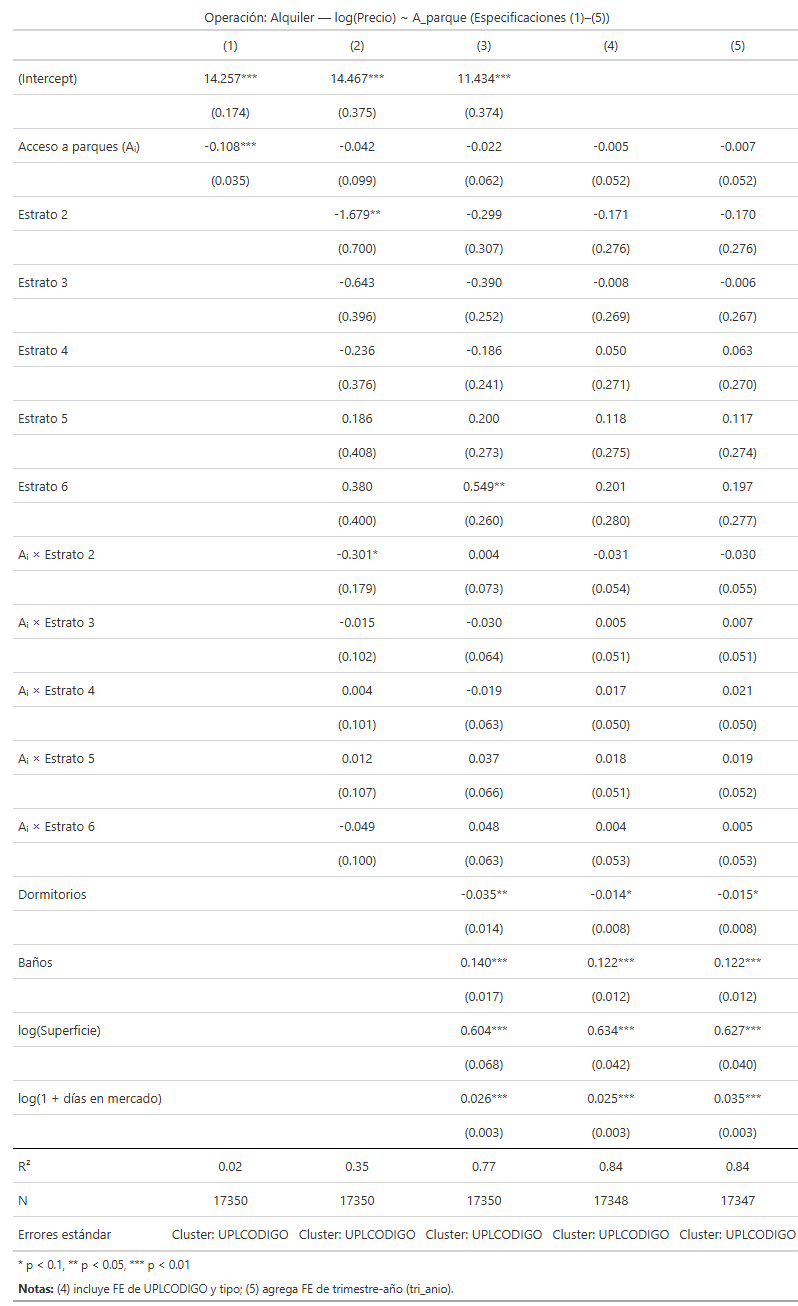 Operación: Alquiler — log(Precio) ~ A_parque (Especificaciones (1)–(5))
(1) (2) (3) (4) (5)
(Intercept) 14.257*** 14.467*** 11.434***
(0.174) (0.375) (0.374)
Acceso a parques (Aᵢ) -0.108*** -0.042 -0.022 -0.005 -0.007
(0.035) (0.099) (0.062) (0.052) (0.052)
Estrato 2 -1.679** -0.299 -0.171 -0.170
(0.700) (0.307) (0.276) (0.276)
Estrato 3 -0.643 -0.390 -0.008 -0.006
(0.396) (0.252) (0.269) (0.267)
Estrato 4 -0.236 -0.186 0.050 0.063
(0.376) (0.241) (0.271) (0.270)
Estrato 5 0.186 0.200 0.118 0.117
(0.408) (0.273) (0.275) (0.274)
Estrato 6 0.380 0.549** 0.201 0.197
(0.400) (0.260) (0.280) (0.277)
Aᵢ × Estrato 2 -0.301* 0.004 -0.031 -0.030
(0.179) (0.073) (0.054) (0.055)
Aᵢ × Estrato 3 -0.015 -0.030 0.005 0.007
(0.102) (0.064) (0.051) (0.051)
Aᵢ × Estrato 4 0.004 -0.019 0.017 0.021
(0.101) (0.063) (0.050) (0.050)
Aᵢ × Estrato 5 0.012 0.037 0.018 0.019
(0.107) (0.066) (0.051) (0.052)
Aᵢ × Estrato 6 -0.049 0.048 0.004 0.005
(0.100) (0.063) (0.053) (0.053)
Dormitorios -0.035** -0.014* -0.015*
(0.014) (0.008) (0.008)
Baños 0.140*** 0.122*** 0.122***
(0.017) (0.012) (0.012)
log(Superficie) 0.604*** 0.634*** 0.627***
(0.068) (0.042) (0.040)
log(1 + días en mercado) 0.026*** 0.025*** 0.035***
(0.003) (0.003) (0.003)
R² 0.02 0.35 0.77 0.84 0.84
N 17350 17350 17350 17348 17347
Errores estándar Cluster: UPLCODIGO Cluster: UPLCODIGO Cluster: UPLCODIGO Cluster: UPLCODIGO Cluster: UPLCODIGO
* p < 0.1, ** p < 0.05, *** p < 0.01
Notas: (4) incluye FE de UPLCODIGO y tipo; (5) agrega FE de trimestre-año (tri_anio).